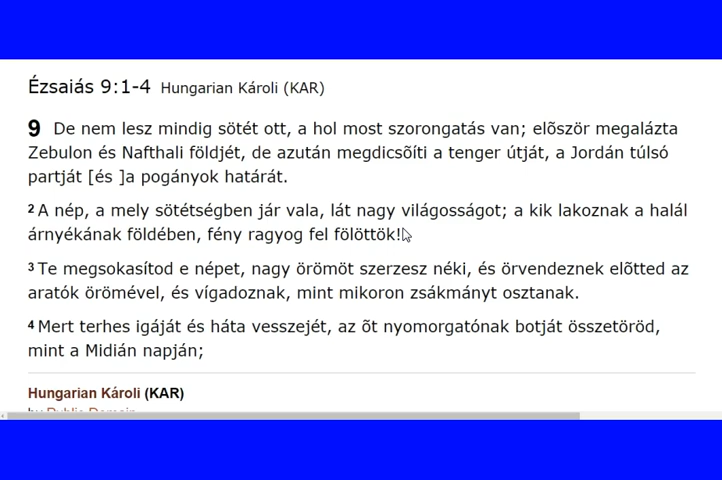 Ézsaiás 9:1-4 Hungarian Károli (KAR)
9 De nem lesz mindig sötét ott, a hol most szorongatás van; elõször megalázta
Zebulon és Nafthali földjét, de azután megdicsõíti a tenger útját, a Jordán túlsó
partját [és ]a pogányok határát.
2 A nép, a mely sötétségben jár vala, lát nagy világosságot; a kik lakoznak a halál
árnyékának földében, fény ragyog fel fölöttök!
3 Te megsokasítod e népet, nagy örömöt szerzesz néki, és örvendeznek elõtted az
aratók örömével, és vígadoznak, mint mikoron zsákmányt osztanak.
4 Mert terhes igáját és háta vesszejét, az õt nyomorgatónak botját összetöröd,
mint a Midián napján;
Hungarian Károli (KAR)
by Public Domain